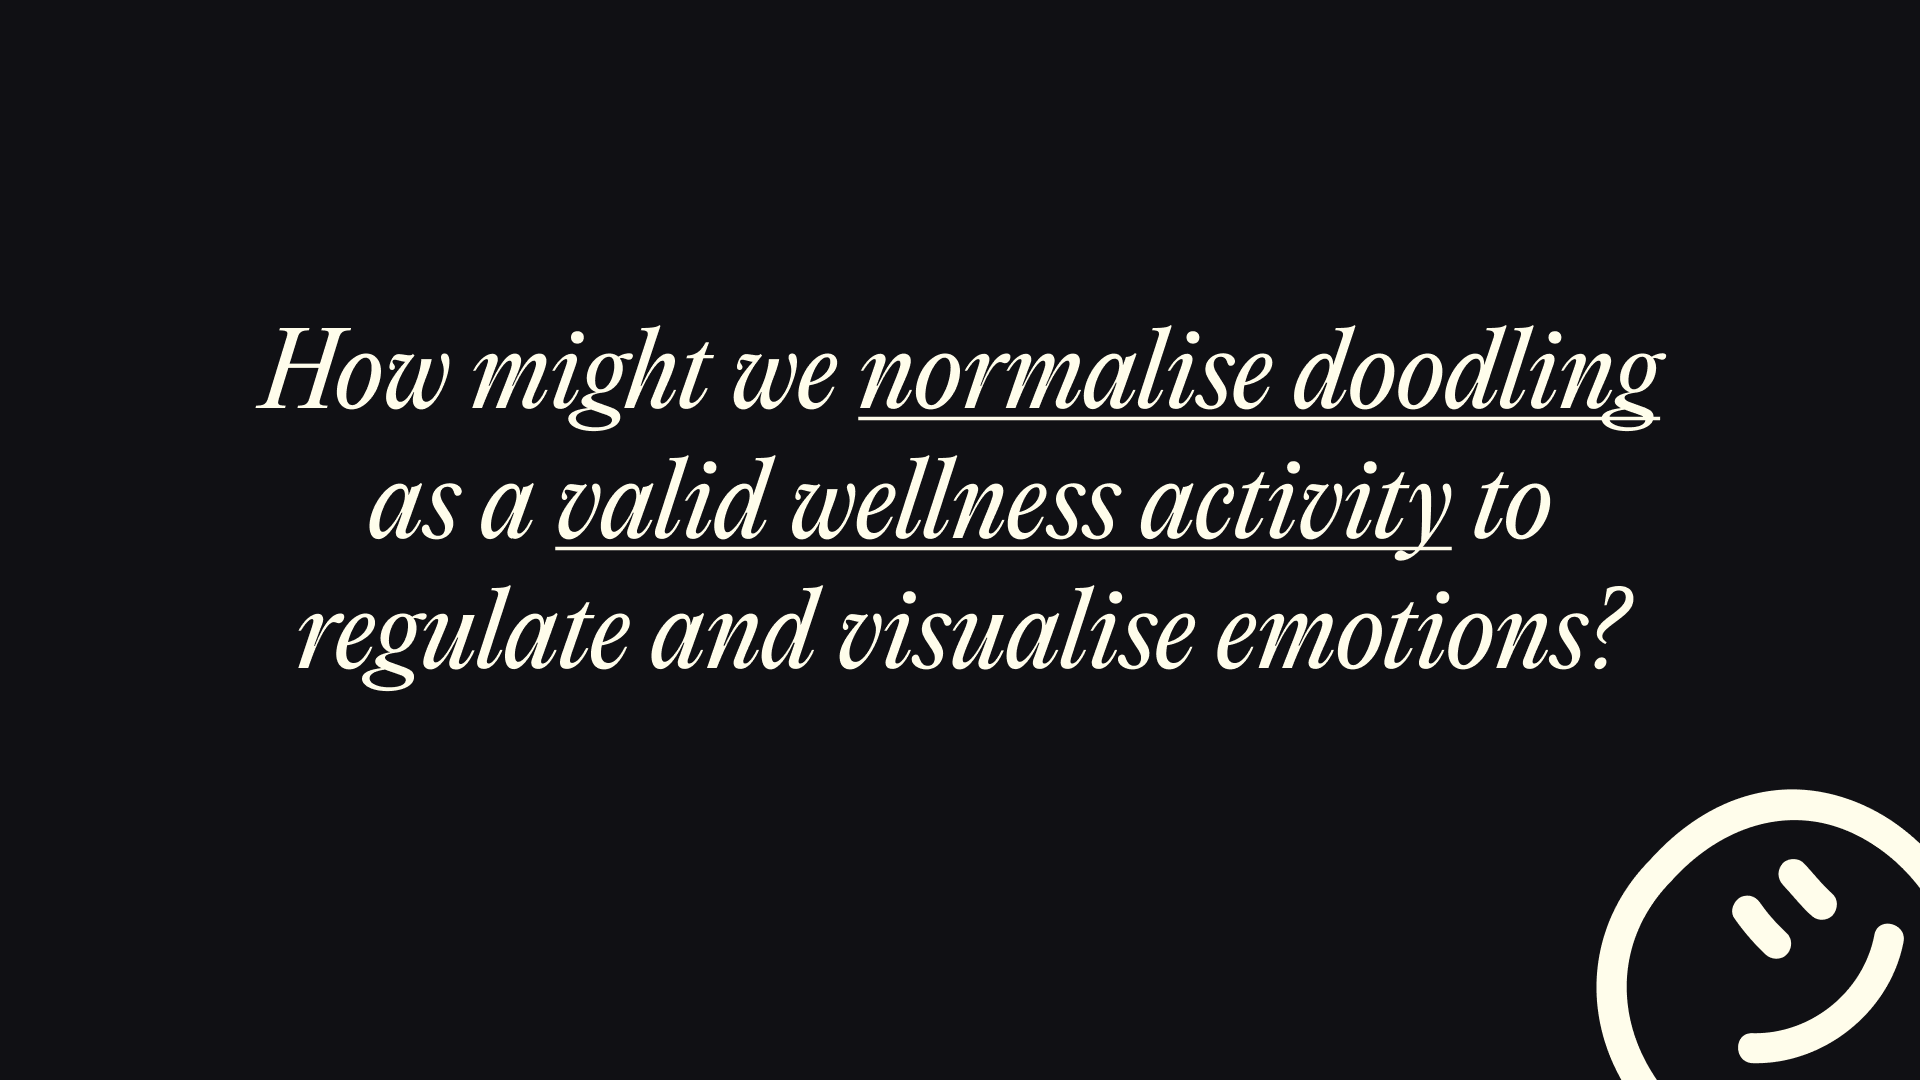 How might we normalise doodling
as a valid wellness activity to
regulate and visualise emotions?